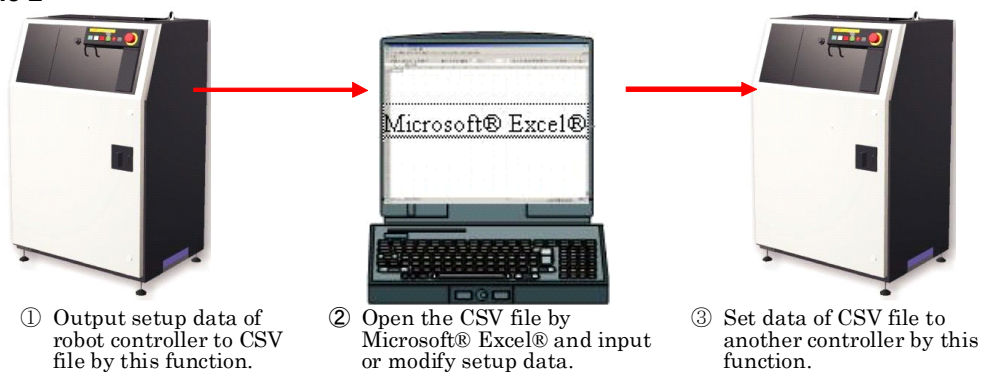 Microsoft® Excel®
① Output setup data of
robot controller to CSV
file by this function.
② Open the CSV file by
Microsoft® Excel® and input
or modify setup data.
③ Set data of CSV file to
another controller by this
function.